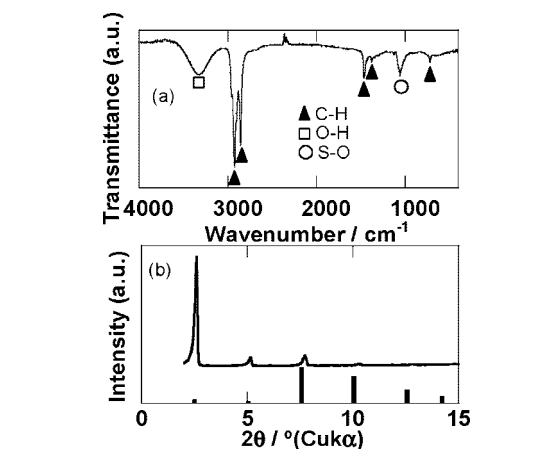 Transmittance (a.u.)
(a)
C-H
O-H
S-O
4000 3000 2000 1000
Wavenumber / cm⁻¹
Intensity (a.u.)
(b)
0 5 10 15
2θ / º(Cukα)